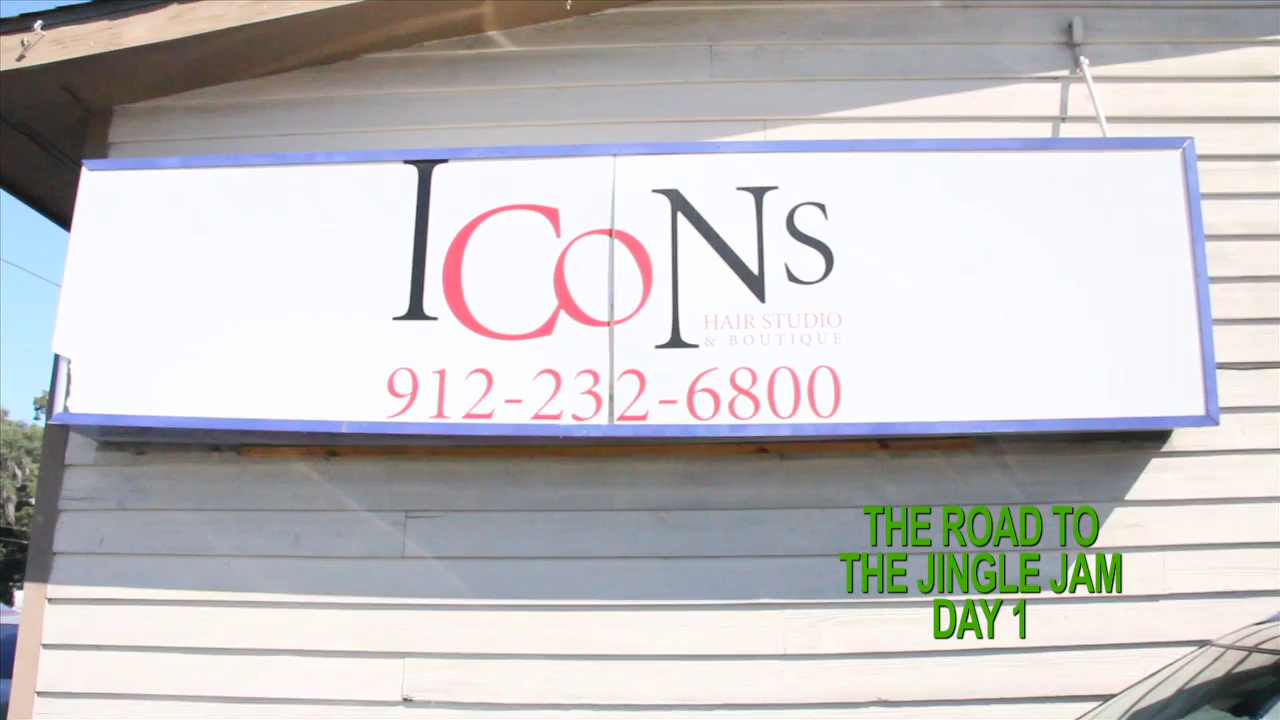 ICONS
HAIR STUDIO
& BOUTIQUE
912-232-6800
THE ROAD TO
THE JINGLE JAM
DAY 1